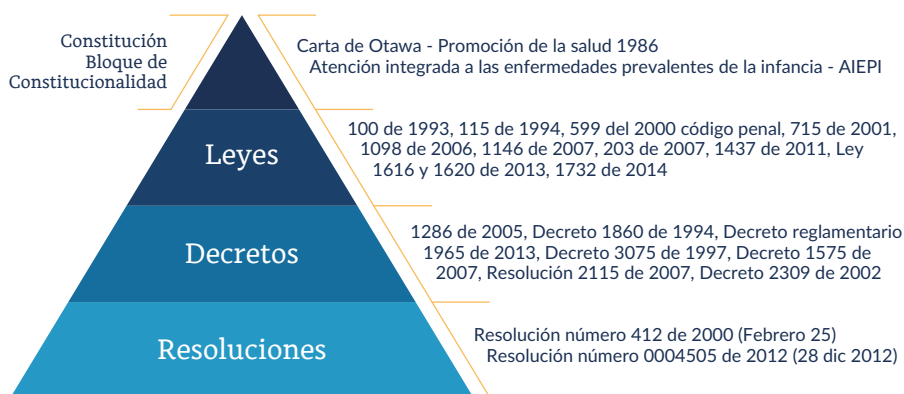 Constitución
Bloque de
Constitucionalidad
Carta de Otawa - Promoción de la salud 1986
Atención integrada a las enfermedades prevalentes de la infancia - AIEPI
Leyes
100 de 1993, 115 de 1994, 599 del 2000 código penal, 715 de 2001,
1098 de 2006, 1146 de 2007, 203 de 2007, 1437 de 2011, Ley
1616 y 1620 de 2013, 1732 de 2014
Decretos
1286 de 2005, Decreto 1860 de 1994, Decreto reglamentario
1965 de 2013, Decreto 3075 de 1997, Decreto 1575 de
2007, Resolución 2115 de 2007, Decreto 2309 de 2002
Resoluciones
Resolución número 412 de 2000 (Febrero 25)
Resolución número 0004505 de 2012 (28 dic 2012)